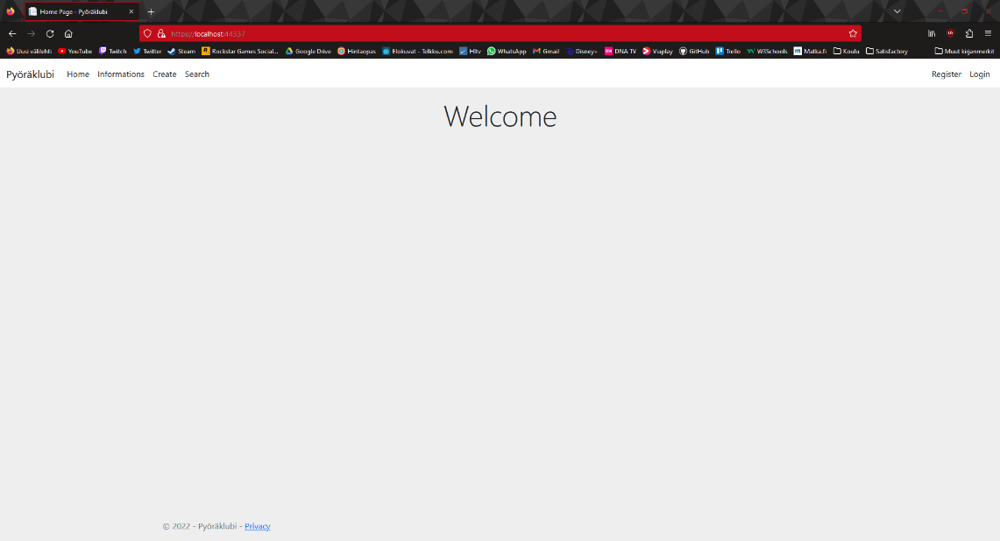 Home Page - Pyöräklubi
https://localhost:44337
Uusi välilehti YouTube Twitch Twitter Steam Rockstar Games Social... Google Drive Hintaopas Elokuvat - Telkku.com Hltv WhatsApp Gmail Disney+ DNA TV Viaplay GitHub Trello W3Schools Matka.fi Koulu Satisfactory Muut kirjanmerkit
Pyöräklubi Home Informations Create Search Register Login
Welcome
© 2022 - Pyöräklubi - Privacy